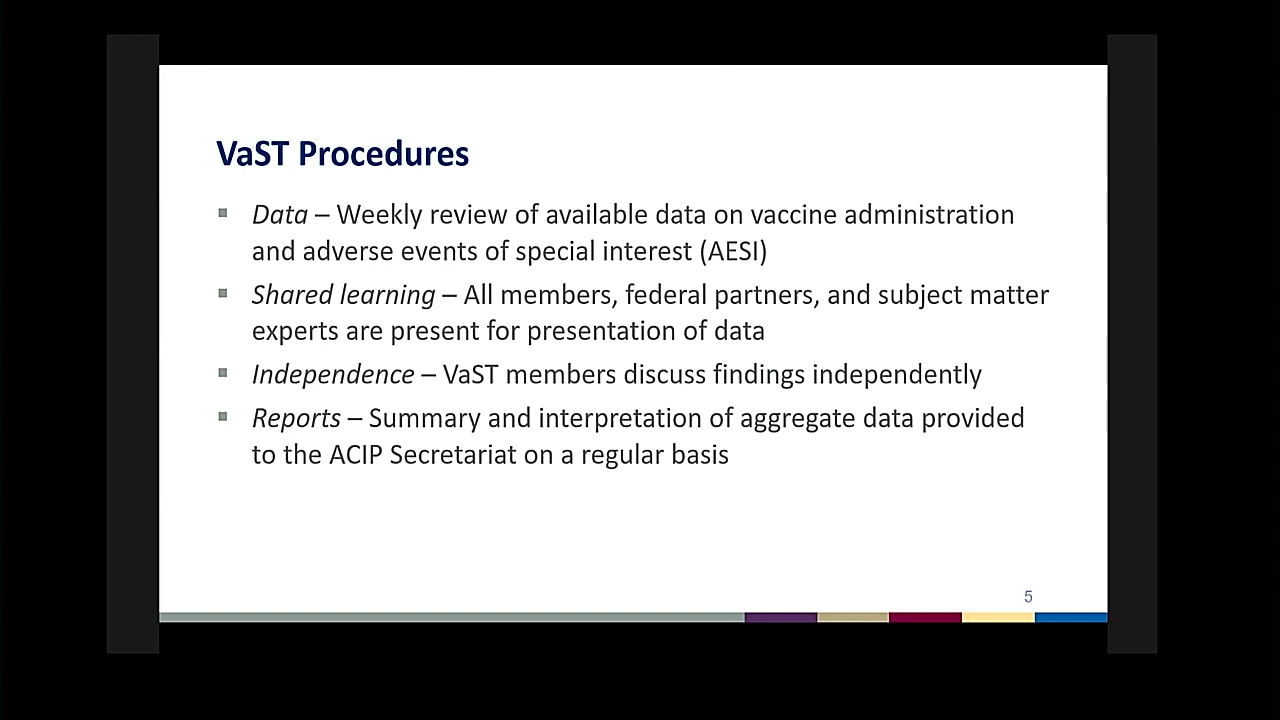 VaST Procedures
▪ Data – Weekly review of available data on vaccine administration
and adverse events of special interest (AESI)
▪ Shared learning – All members, federal partners, and subject matter
experts are present for presentation of data
▪ Independence – VaST members discuss findings independently
▪ Reports – Summary and interpretation of aggregate data provided
to the ACIP Secretariat on a regular basis
5